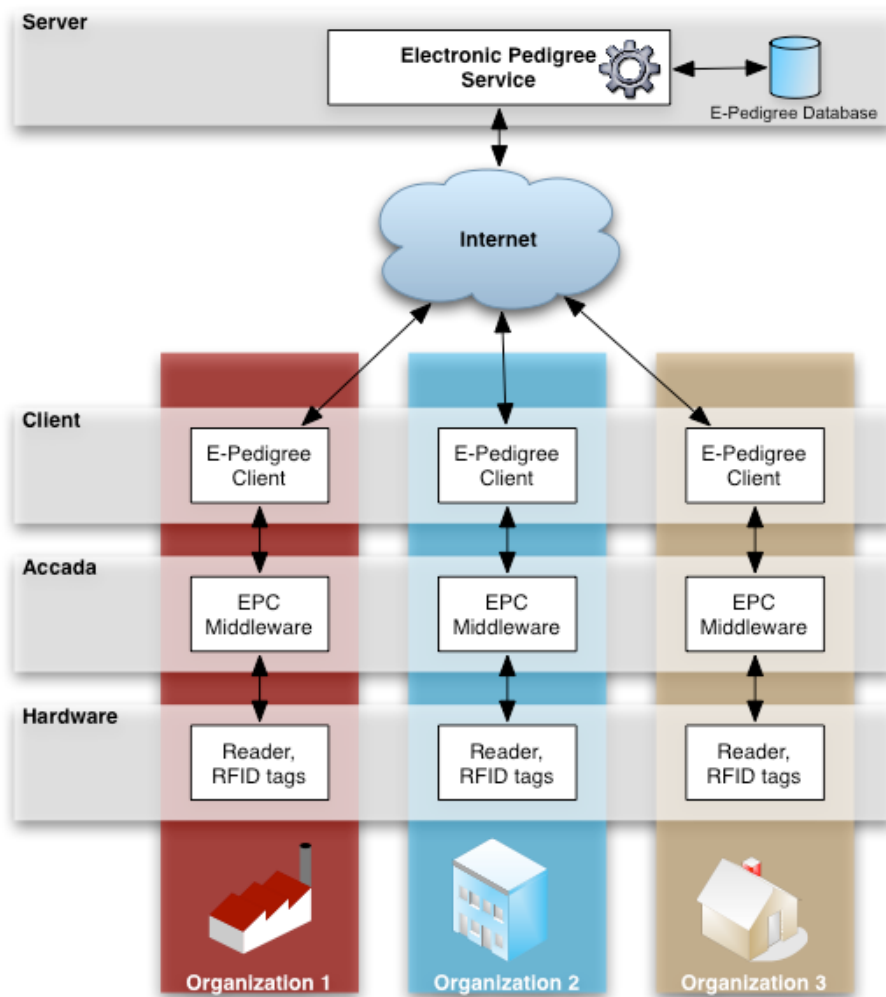 Server
Electronic Pedigree
Service
E-Pedigree Database
Internet
Client
E-Pedigree
Client
E-Pedigree
Client
E-Pedigree
Client
Accada
EPC
Middleware
EPC
Middleware
EPC
Middleware
Hardware
Reader,
RFID tags
Reader,
RFID tags
Reader,
RFID tags
Organization 1
Organization 2
Organization 3